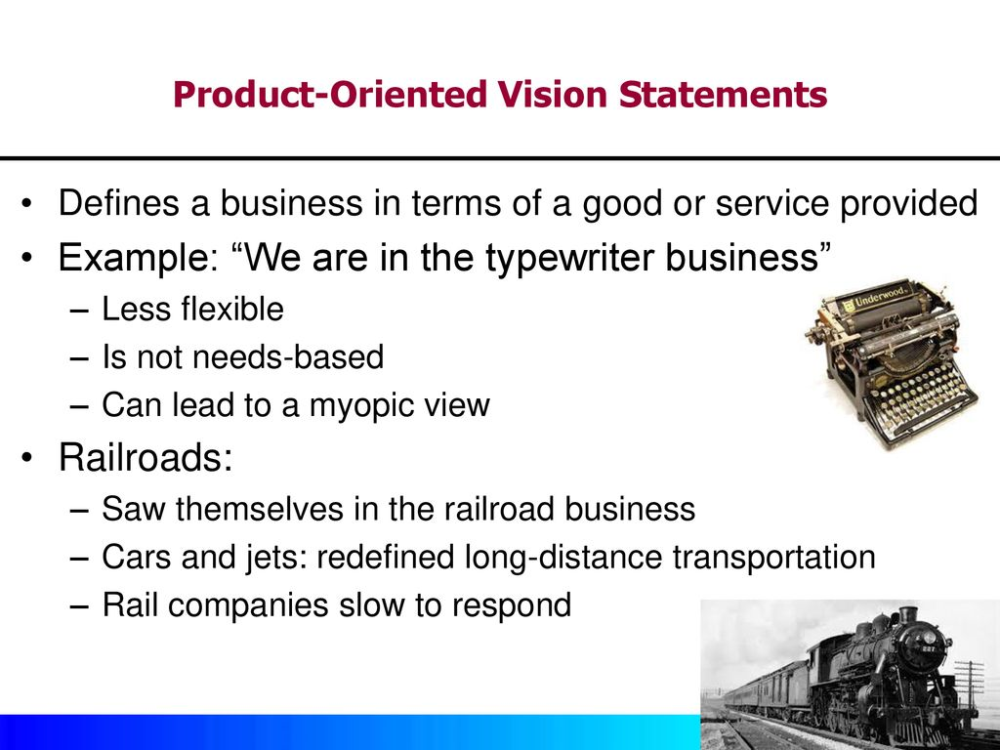 Product-Oriented Vision Statements
• Defines a business in terms of a good or service provided
• Example: “We are in the typewriter business”
– Less flexible
– Is not needs-based
– Can lead to a myopic view
Underwood
• Railroads:
– Saw themselves in the railroad business
– Cars and jets: redefined long-distance transportation
– Rail companies slow to respond
227